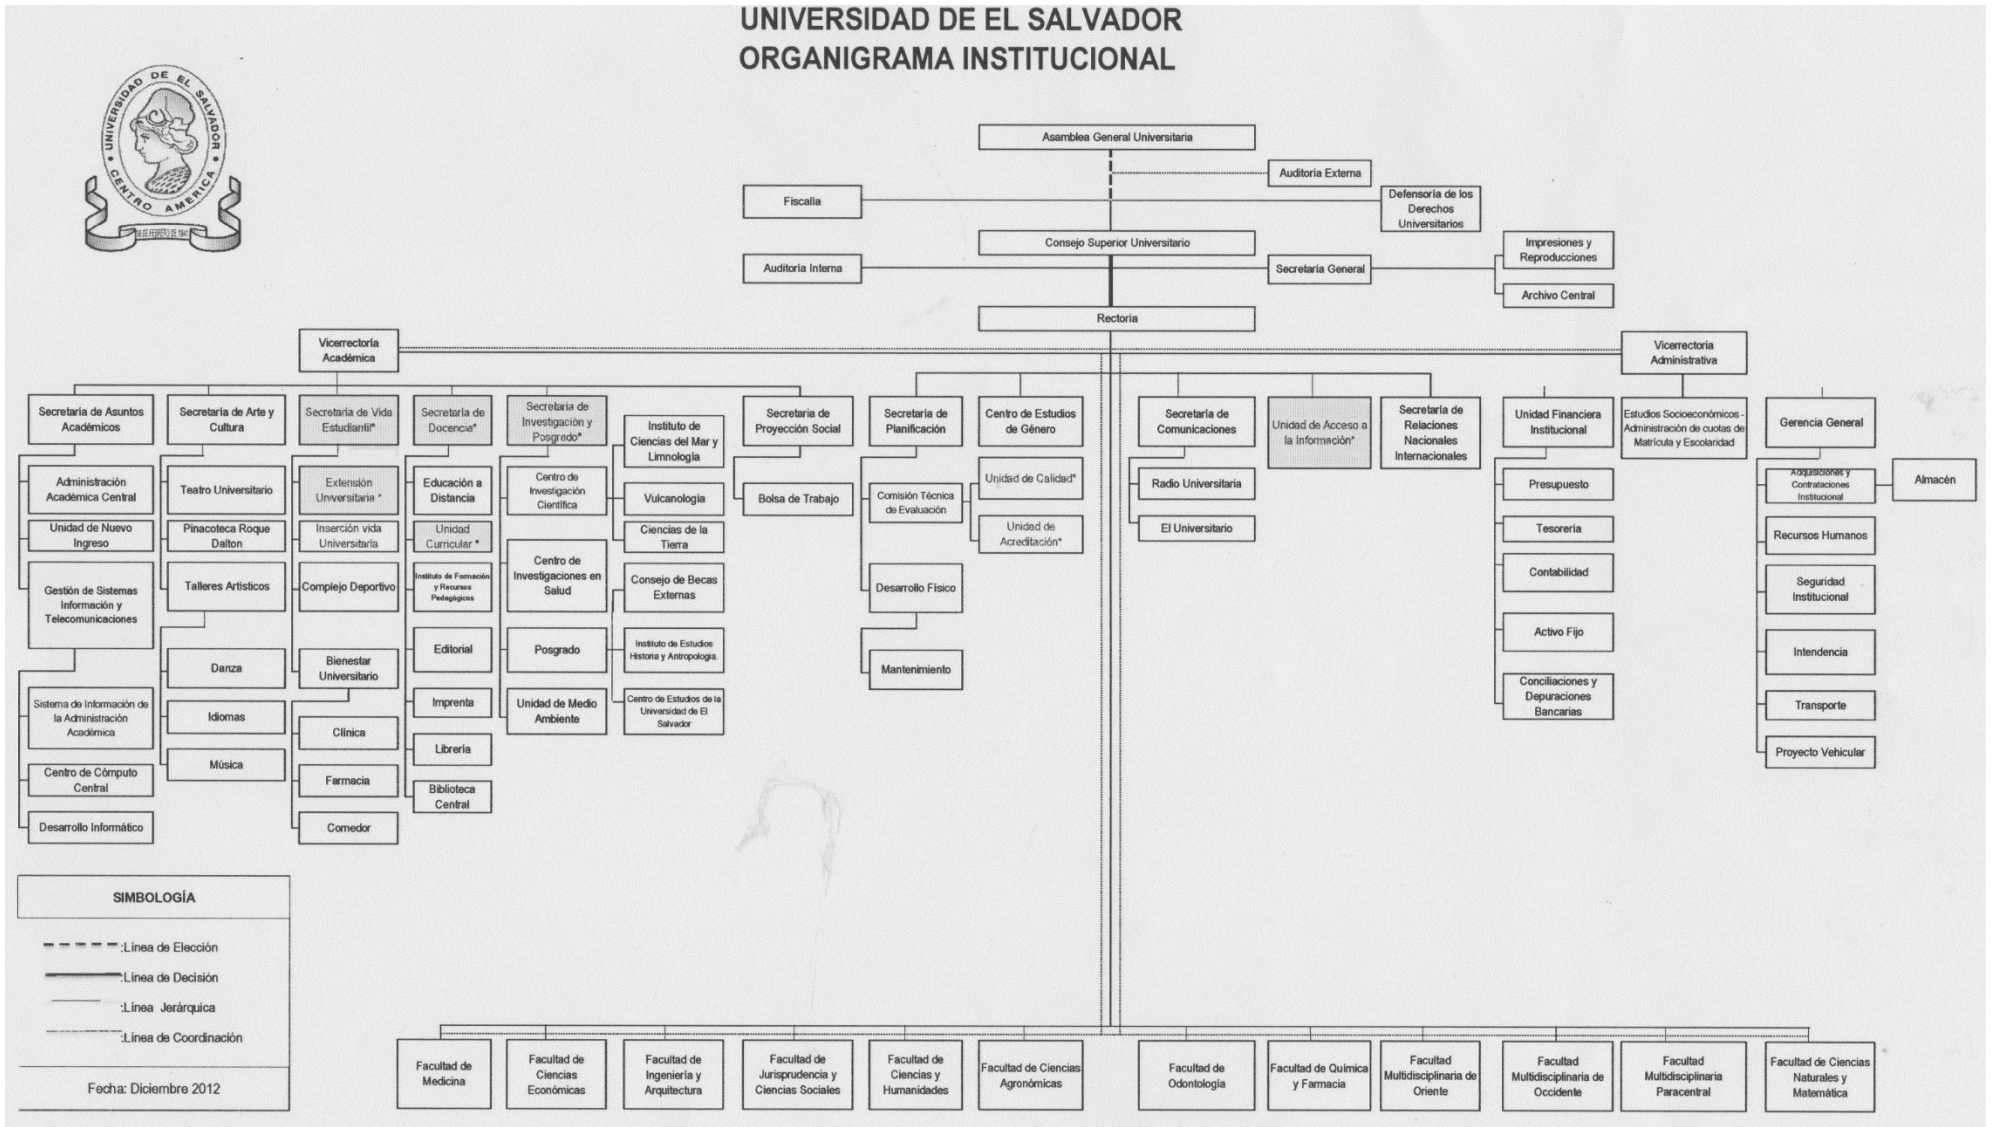 UNIVERSIDAD DE EL SALVADOR
ORGANIGRAMA INSTITUCIONAL
UNIVERSIDAD DE EL SALVADOR
CENTRO AMERICA
16 DE FEBRERO DE 1841
Asamblea General Universitaria
Auditoría Externa
Fiscalía
Defensoría de los
Derechos
Universitarios
Consejo Superior Universitario
Auditoría Interna
Secretaría General
Impresiones y
Reproducciones
Archivo Central
Rectoría
Vicerrectoría
Académica
Vicerrectoría
Administrativa
Secretaría de Asuntos
Académicos
Administración
Académica Central
Unidad de Nuevo
Ingreso
Gestión de Sistemas
Información y
Telecomunicaciones
Sistema de Información de
la Administración
Académica
Centro de Cómputo
Central
Desarrollo Informático
Secretaría de Arte y
Cultura
Teatro Universitario
Pinacoteca Roque
Dalton
Talleres Artísticos
Danza
Idiomas
Música
Secretaría de Vida
Estudiantil*
Extensión
Universitaria *
Inserción vida
Universitaria
Complejo Deportivo
Bienestar
Universitario
Clínica
Farmacia
Comedor
Secretaría de
Docencia*
Educación a
Distancia
Unidad
Curricular *
Instituto de Formación
y Recursos
Pedagógicos
Editorial
Imprenta
Librería
Biblioteca
Central
Secretaría de
Investigación y
Posgrado*
Centro de
Investigación
Científica
Centro de
Investigaciones en
Salud
Posgrado
Unidad de Medio
Ambiente
Instituto de
Ciencias del Mar y
Limnología
Vulcanología
Ciencias de la
Tierra
Consejo de Becas
Externas
Instituto de Estudios
Historia y Antropología.
Centro de Estudios de la
Universidad de El
Salvador
Secretaría de
Proyección Social
Bolsa de Trabajo
Secretaría de
Planificación
Comisión Técnica
de Evaluación
Desarrollo Físico
Mantenimiento
Centro de Estudios
de Género
Unidad de Calidad*
Unidad de
Acreditación*
Secretaría de
Comunicaciones
Radio Universitaria
El Universitario
Unidad de Acceso a
la Información*
Secretaría de
Relaciones
Nacionales
Internacionales
Unidad Financiera
Institucional
Presupuesto
Tesorería
Contabilidad
Activo Fijo
Conciliaciones y
Depuraciones
Bancarias
Estudios Socioeconómicos -
Administración de cuotas de
Matrícula y Escolaridad
Gerencia General
Adquisiciones y
Contrataciones
Institucional
Almacén
Recursos Humanos
Seguridad
Institucional
Intendencia
Transporte
Proyecto Vehicular
SIMBOLOGÍA
:Línea de Elección
:Línea de Decisión
:Línea Jerárquica
:Línea de Coordinación
Fecha: Diciembre 2012
Facultad de
Medicina
Facultad de
Ciencias
Económicas
Facultad de
Ingeniería y
Arquitectura
Facultad de
Jurisprudencia y
Ciencias Sociales
Facultad de
Ciencias y
Humanidades
Facultad de Ciencias
Agronómicas
Facultad de
Odontología
Facultad de Química
y Farmacia
Facultad
Multidisciplinaria de
Oriente
Facultad
Multidisciplinaria de
Occidente
Facultad
Multidisciplinaria
Paracentral
Facultad de Ciencias
Naturales y
Matemática